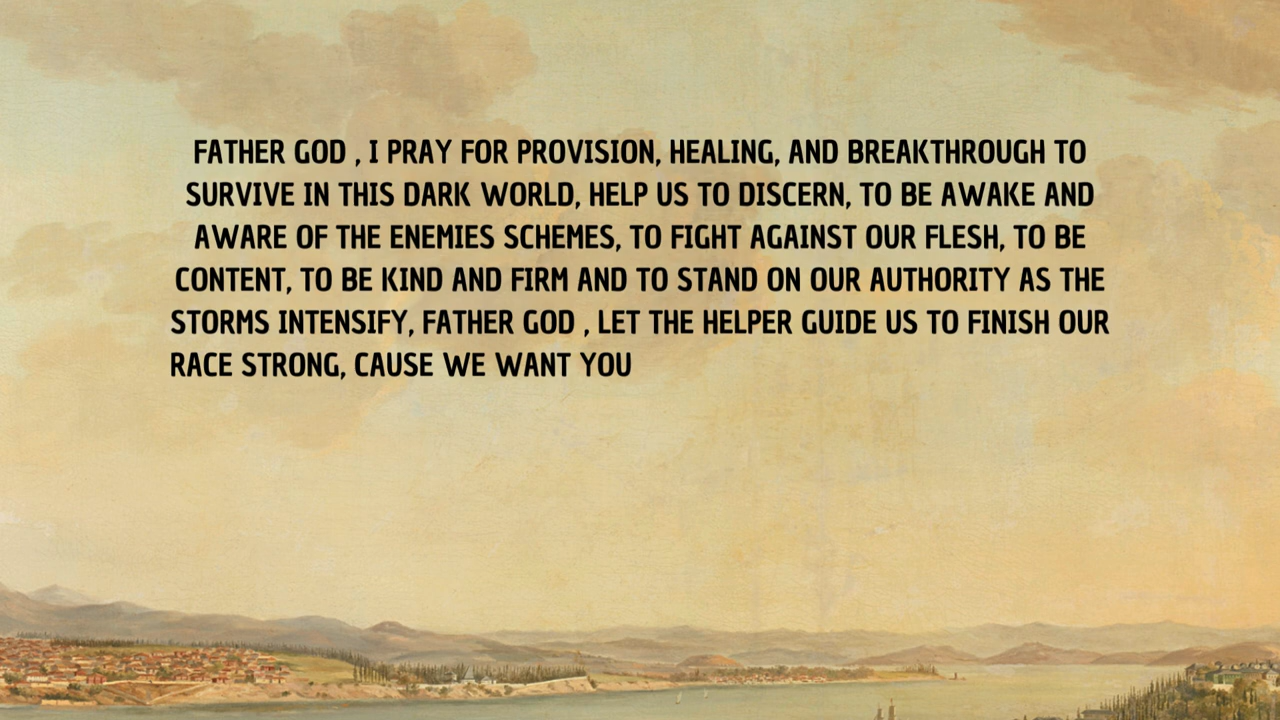 FATHER GOD , I PRAY FOR PROVISION, HEALING, AND BREAKTHROUGH TO
SURVIVE IN THIS DARK WORLD, HELP US TO DISCERN, TO BE AWAKE AND
AWARE OF THE ENEMIES SCHEMES, TO FIGHT AGAINST OUR FLESH, TO BE
CONTENT, TO BE KIND AND FIRM AND TO STAND ON OUR AUTHORITY AS THE
STORMS INTENSIFY, FATHER GOD , LET THE HELPER GUIDE US TO FINISH OUR
RACE STRONG, CAUSE WE WANT YOU